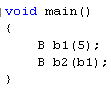 void main()
{
    B b1(5);
    B b2(b1);
}